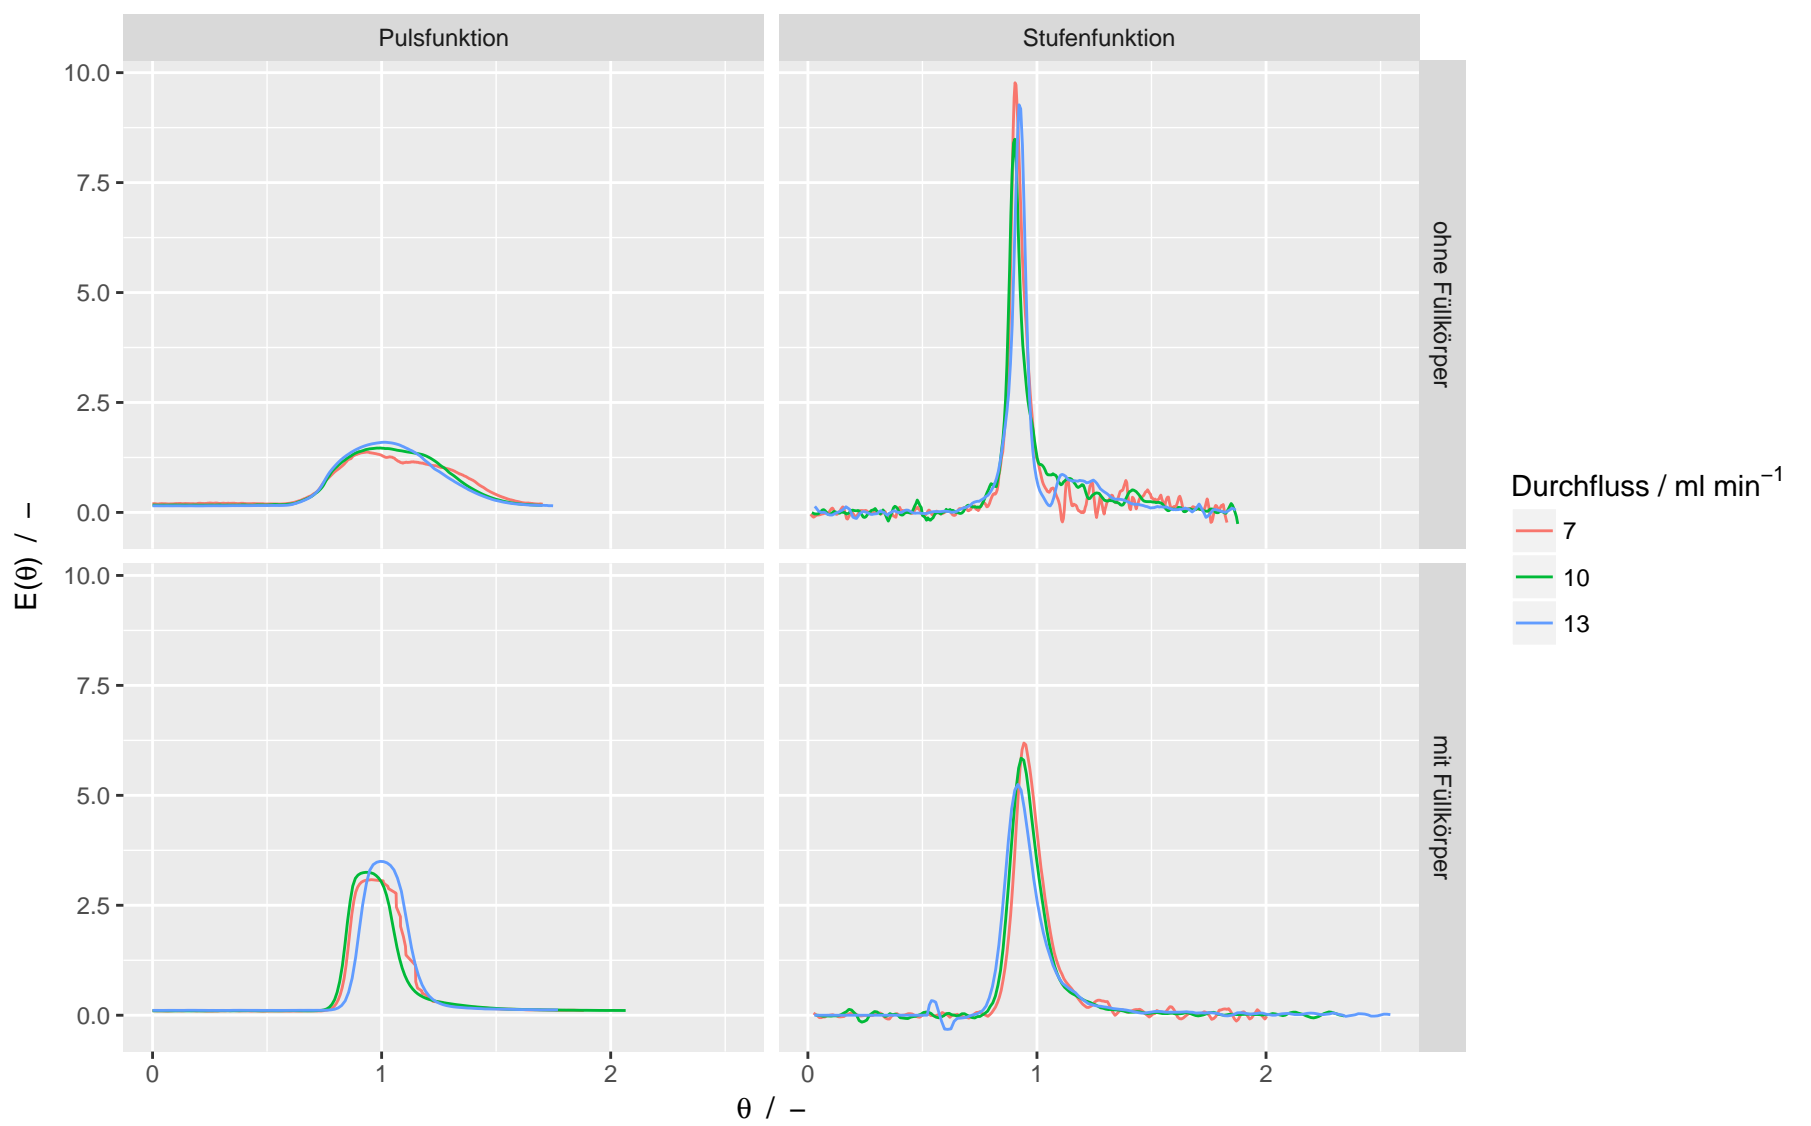 Pulsfunktion
Stufenfunktion
10.0
7.5
5.0
2.5
0.0
ohne Füllkörper
10.0
7.5
5.0
2.5
0.0
mit Füllkörper
E(θ) / −
0 1 2
0 1 2
θ / −
Durchfluss / ml min⁻¹
7
10
13